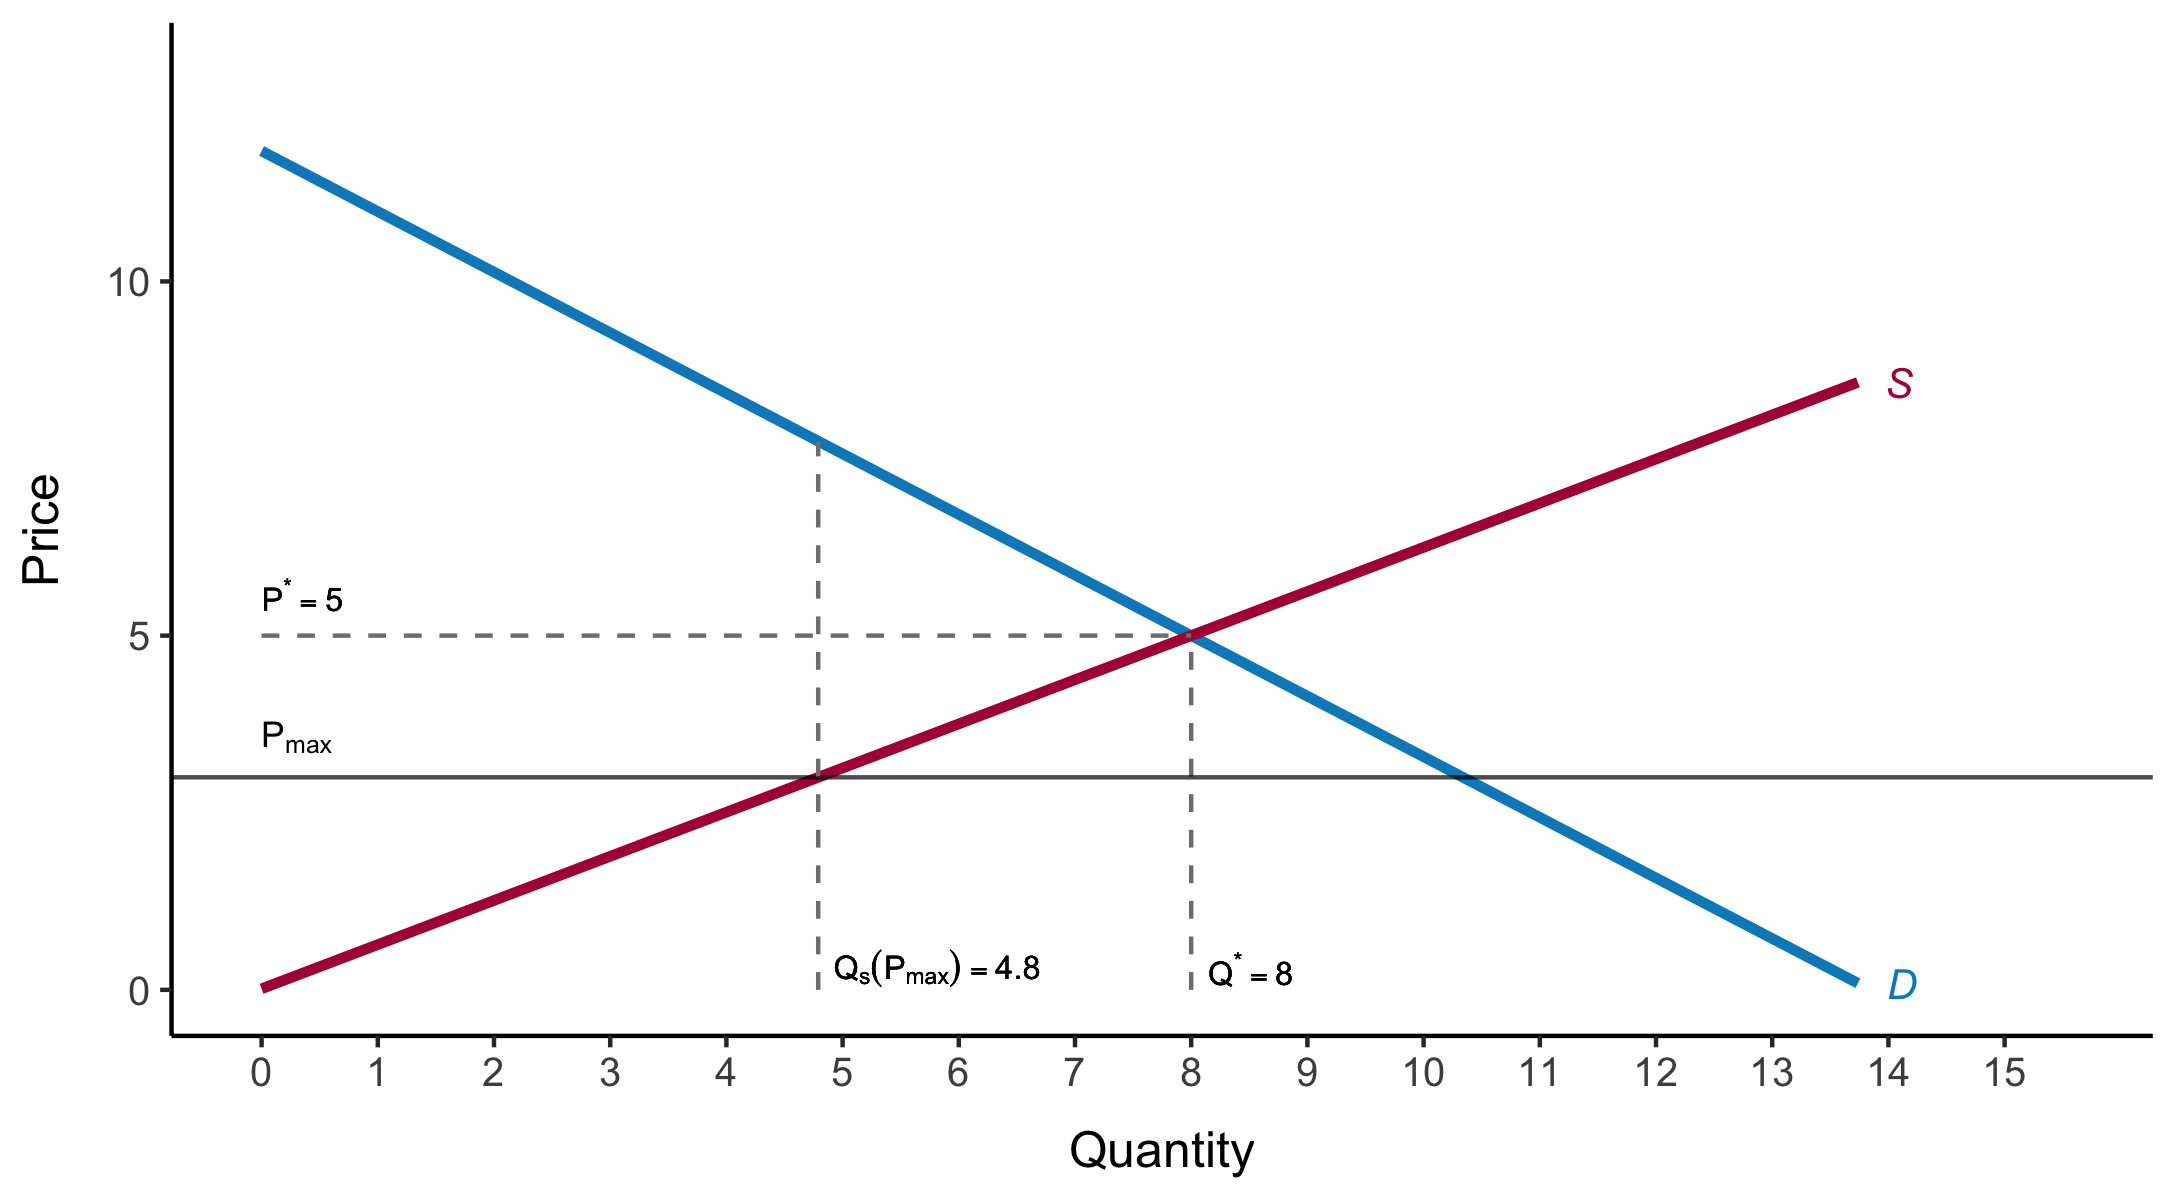 10
5
0
Price
P* = 5
Pmax
S
D
Qs(Pmax) = 4.8
Q* = 8
0 1 2 3 4 5 6 7 8 9 10 11 12 13 14 15
Quantity